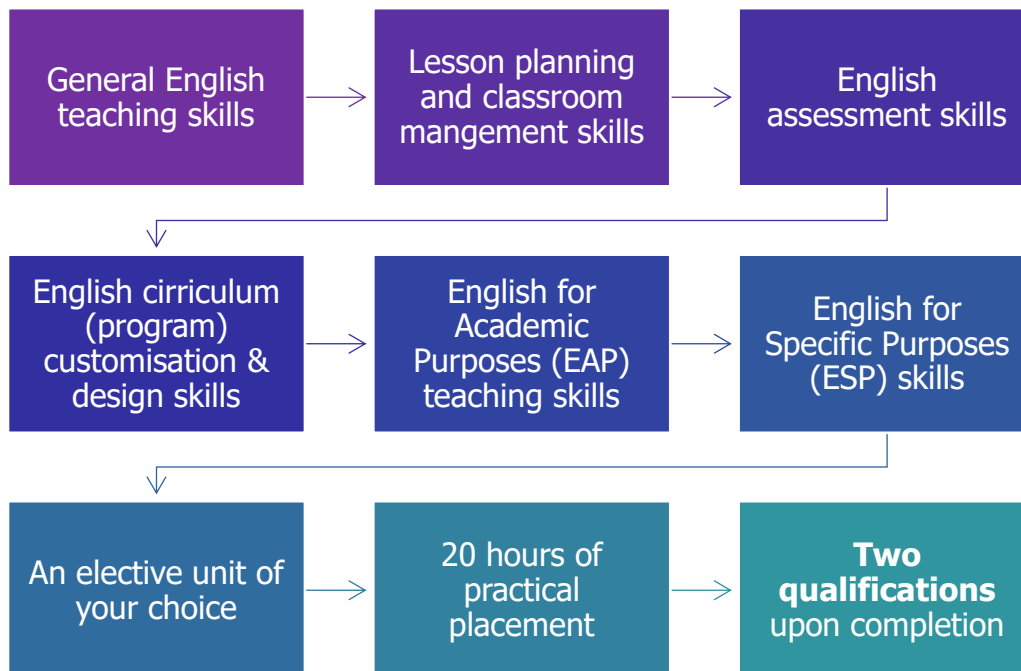 General English
teaching skills
Lesson planning
and classroom
mangement skills
English
assessment skills
English cirriculum
(program)
customisation &
design skills
English for
Academic
Purposes (EAP)
teaching skills
English for
Specific Purposes
(ESP) skills
An elective unit of
your choice
20 hours of
practical
placement
Two
qualifications
upon completion